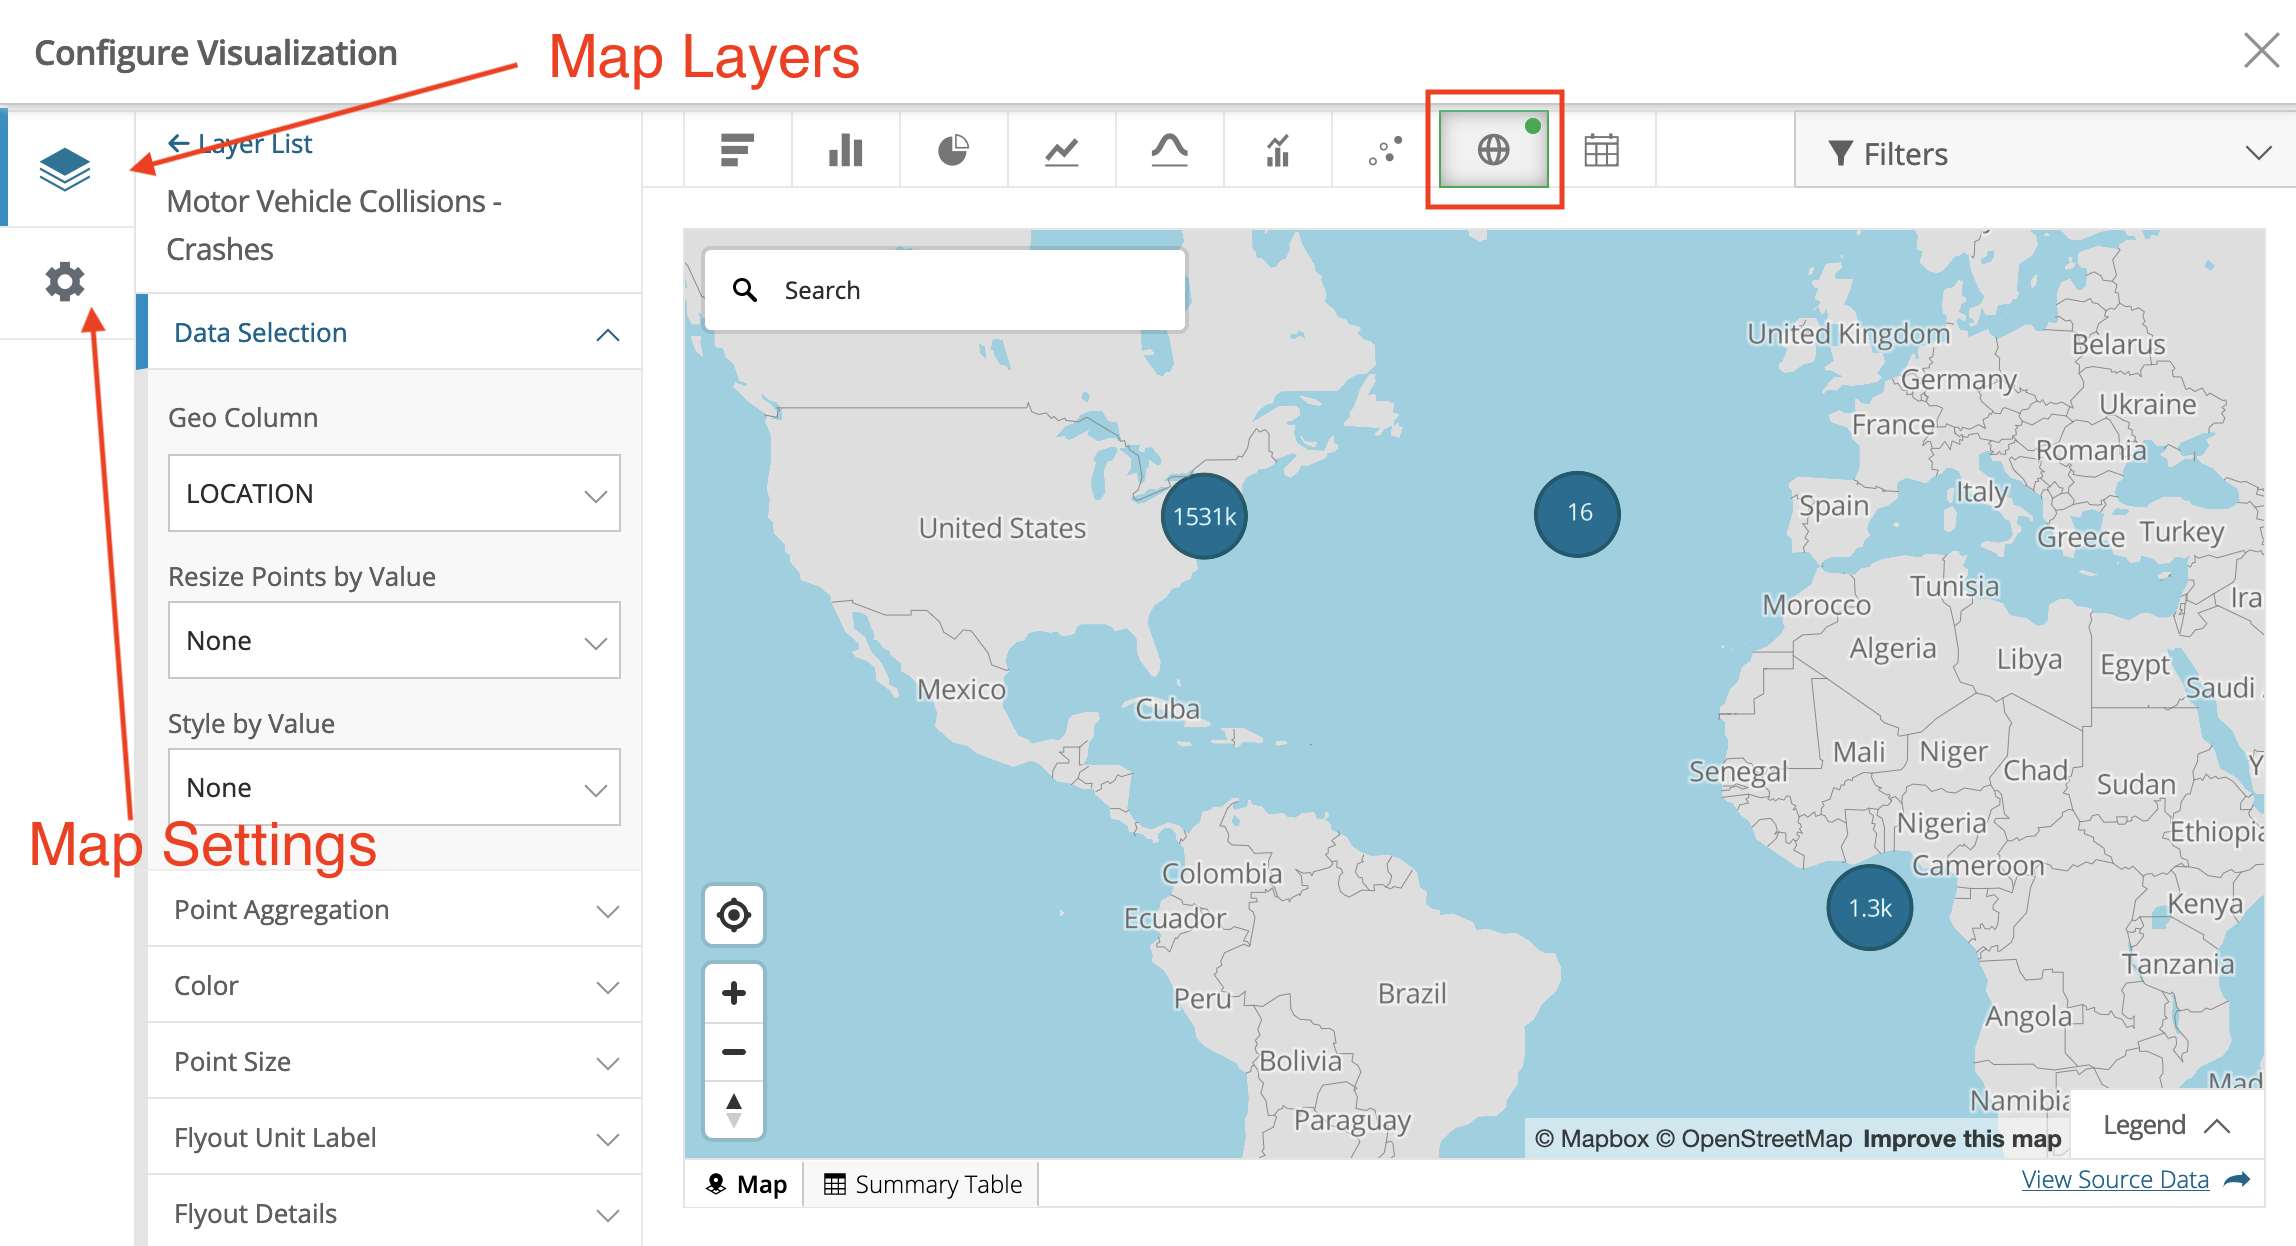 Configure Visualization
Map Layers
Layer List
Motor Vehicle Collisions -
Crashes
Filters
Data Selection
Geo Column
LOCATION
Resize Points by Value
None
Style by Value
None
Map Settings
Point Aggregation
Color
Point Size
Flyout Unit Label
Flyout Details
Search
United Kingdom
Belarus
Germany
Ukraine
France
Romania
Italy
Spain
Greece
Turkey
United States
1531k
16
Tunisia
Morocco
Ira
Algeria
Libya
Egypt
Saudi
Mexico
Cuba
Mali
Niger
Chad
Senegal
Sudan
Y
Nigeria
Ethiopia
Cameroon
Colombia
Ecuador
1.3k
Kenya
Tanzania
Peru
Brazil
Angola
Bolivia
Mad
Namibia
Paraguay
Legend
© Mapbox © OpenStreetMap Improve this map
Map
Summary Table
View Source Data